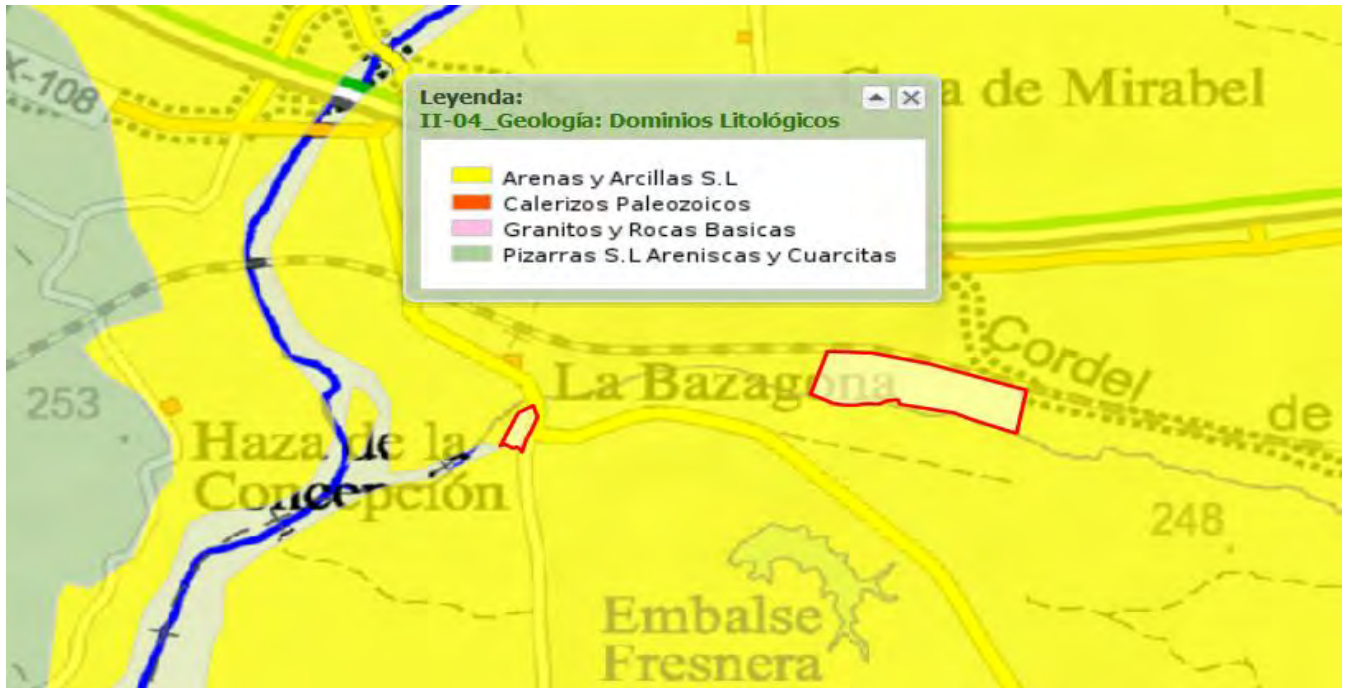 X-108
a de Mirabel
Leyenda:
II-04_Geología: Dominios Litológicos
Arenas y Arcillas S.L
Calerizos Paleozoicos
Granitos y Rocas Basicas
Pizarras S.L Areniscas y Cuarcitas
Cordel
de
La Bazagona
253
Haza de la
Concepción
248
Embalse
Fresnera